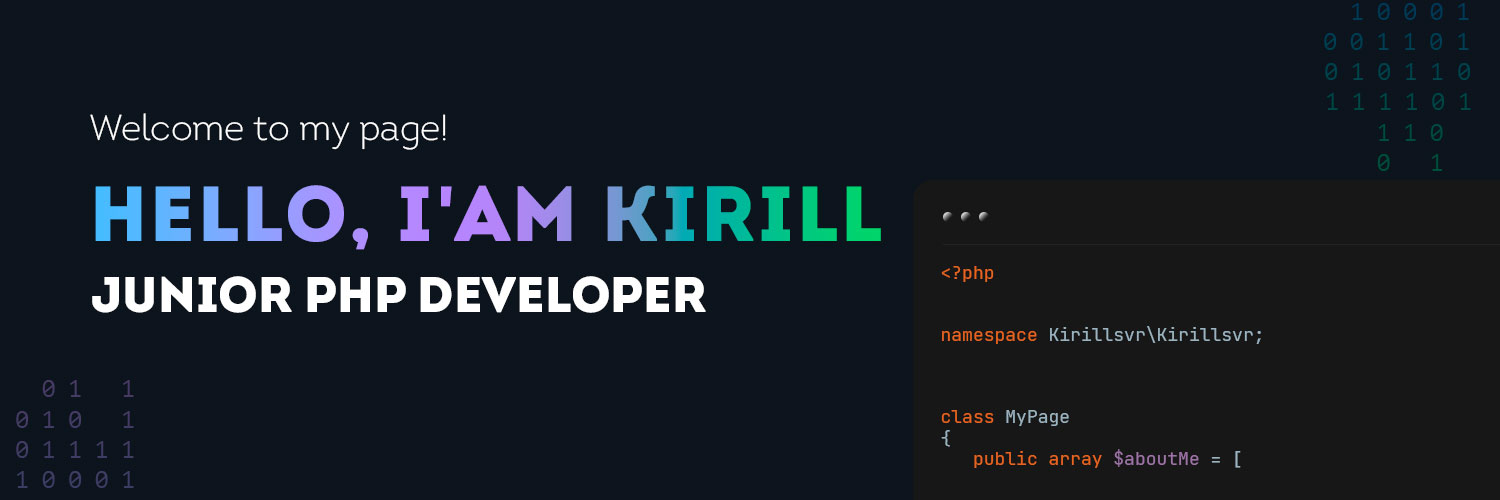 Welcome to my page!
HELLO, I'AM KIRILL
JUNIOR PHP DEVELOPER
1 0 0 0 1
0 0 1 1 0 1
0 1 0 1 1 0
1 1 1 1 0 1
1 1 0
0 1
<?php
namespace Kirillsvr\Kirillsvr;
class MyPage
{
public array $aboutMe = [
0 1 1
0 1 0 1
0 1 1 1 1
1 0 0 0 1